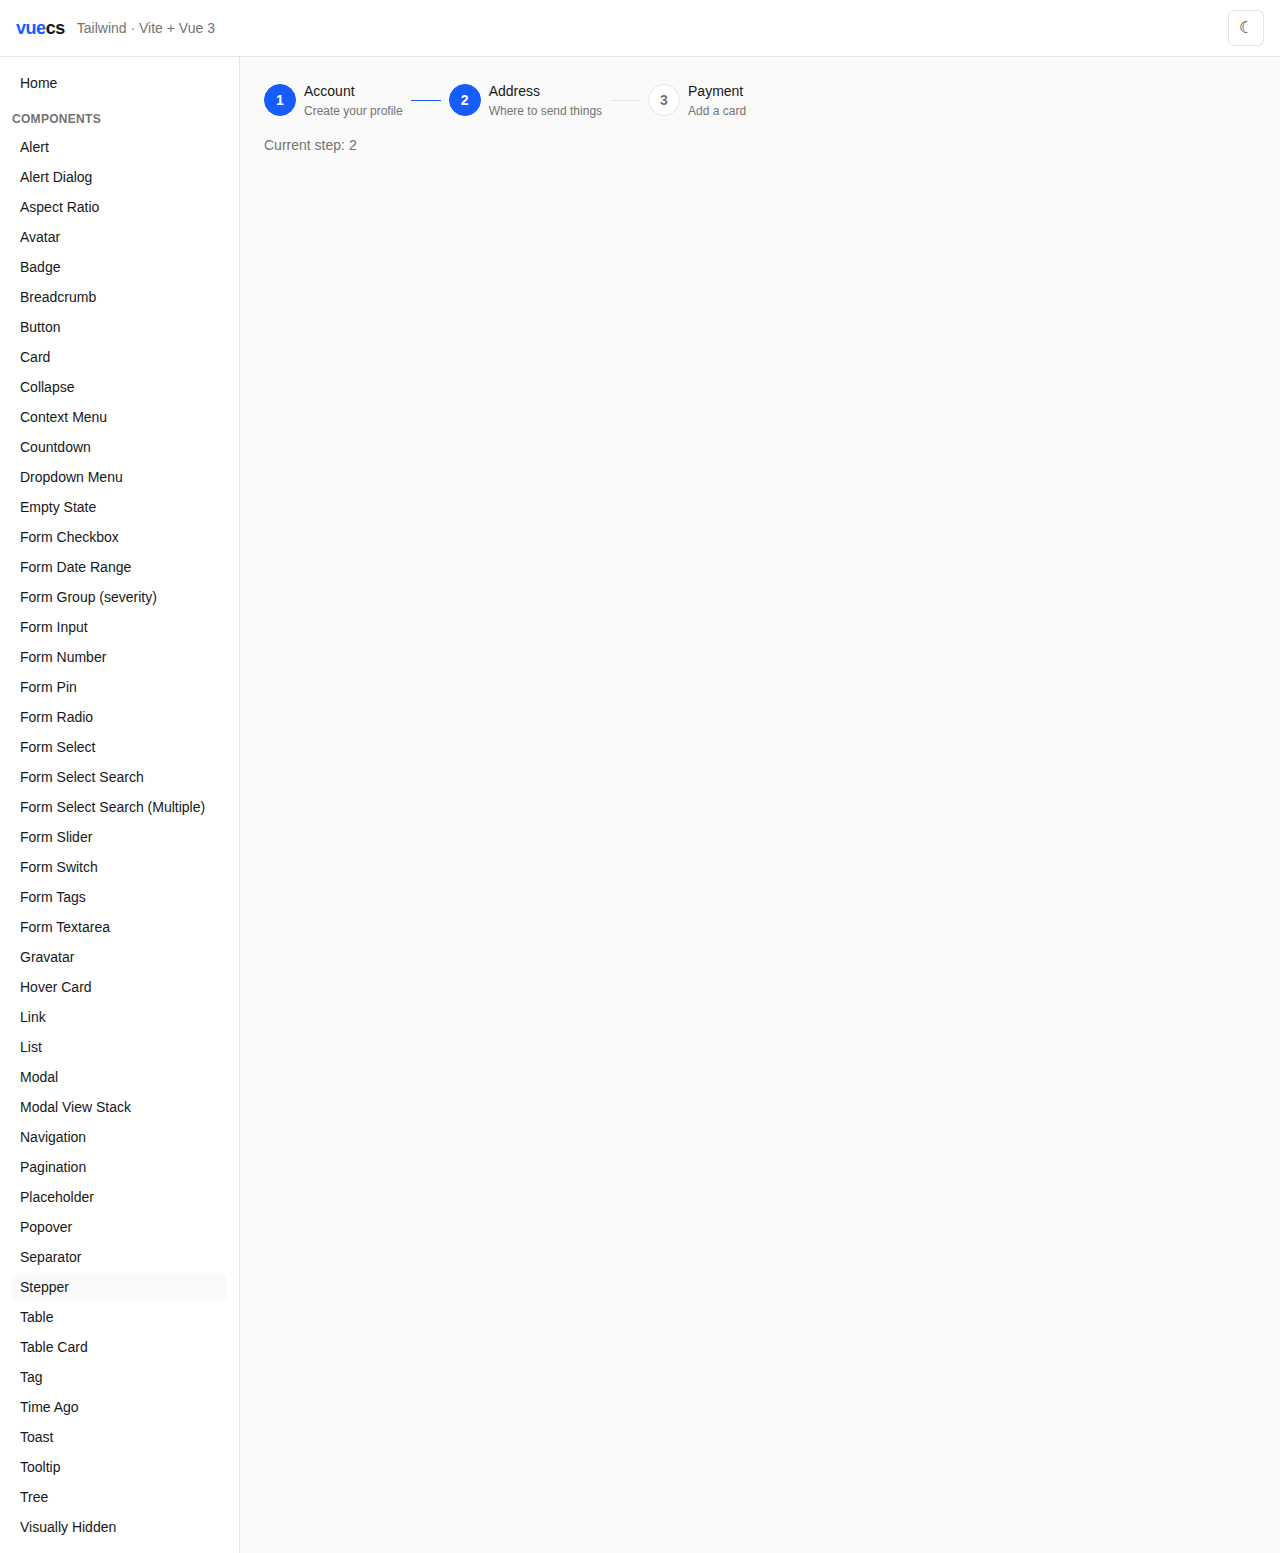 vuecs Tailwind · Vite + Vue 3
Home
COMPONENTS
Alert
Alert Dialog
Aspect Ratio
Avatar
Badge
Breadcrumb
Button
Card
Collapse
Context Menu
Countdown
Dropdown Menu
Empty State
Form Checkbox
Form Date Range
Form Group (severity)
Form Input
Form Number
Form Pin
Form Radio
Form Select
Form Select Search
Form Select Search (Multiple)
Form Slider
Form Switch
Form Tags
Form Textarea
Gravatar
Hover Card
Link
List
Modal
Modal View Stack
Navigation
Pagination
Placeholder
Popover
Separator
Stepper
Table
Table Card
Tag
Time Ago
Toast
Tooltip
Tree
Visually Hidden
1 Account
Create your profile
2 Address
Where to send things
3 Payment
Add a card
Current step: 2